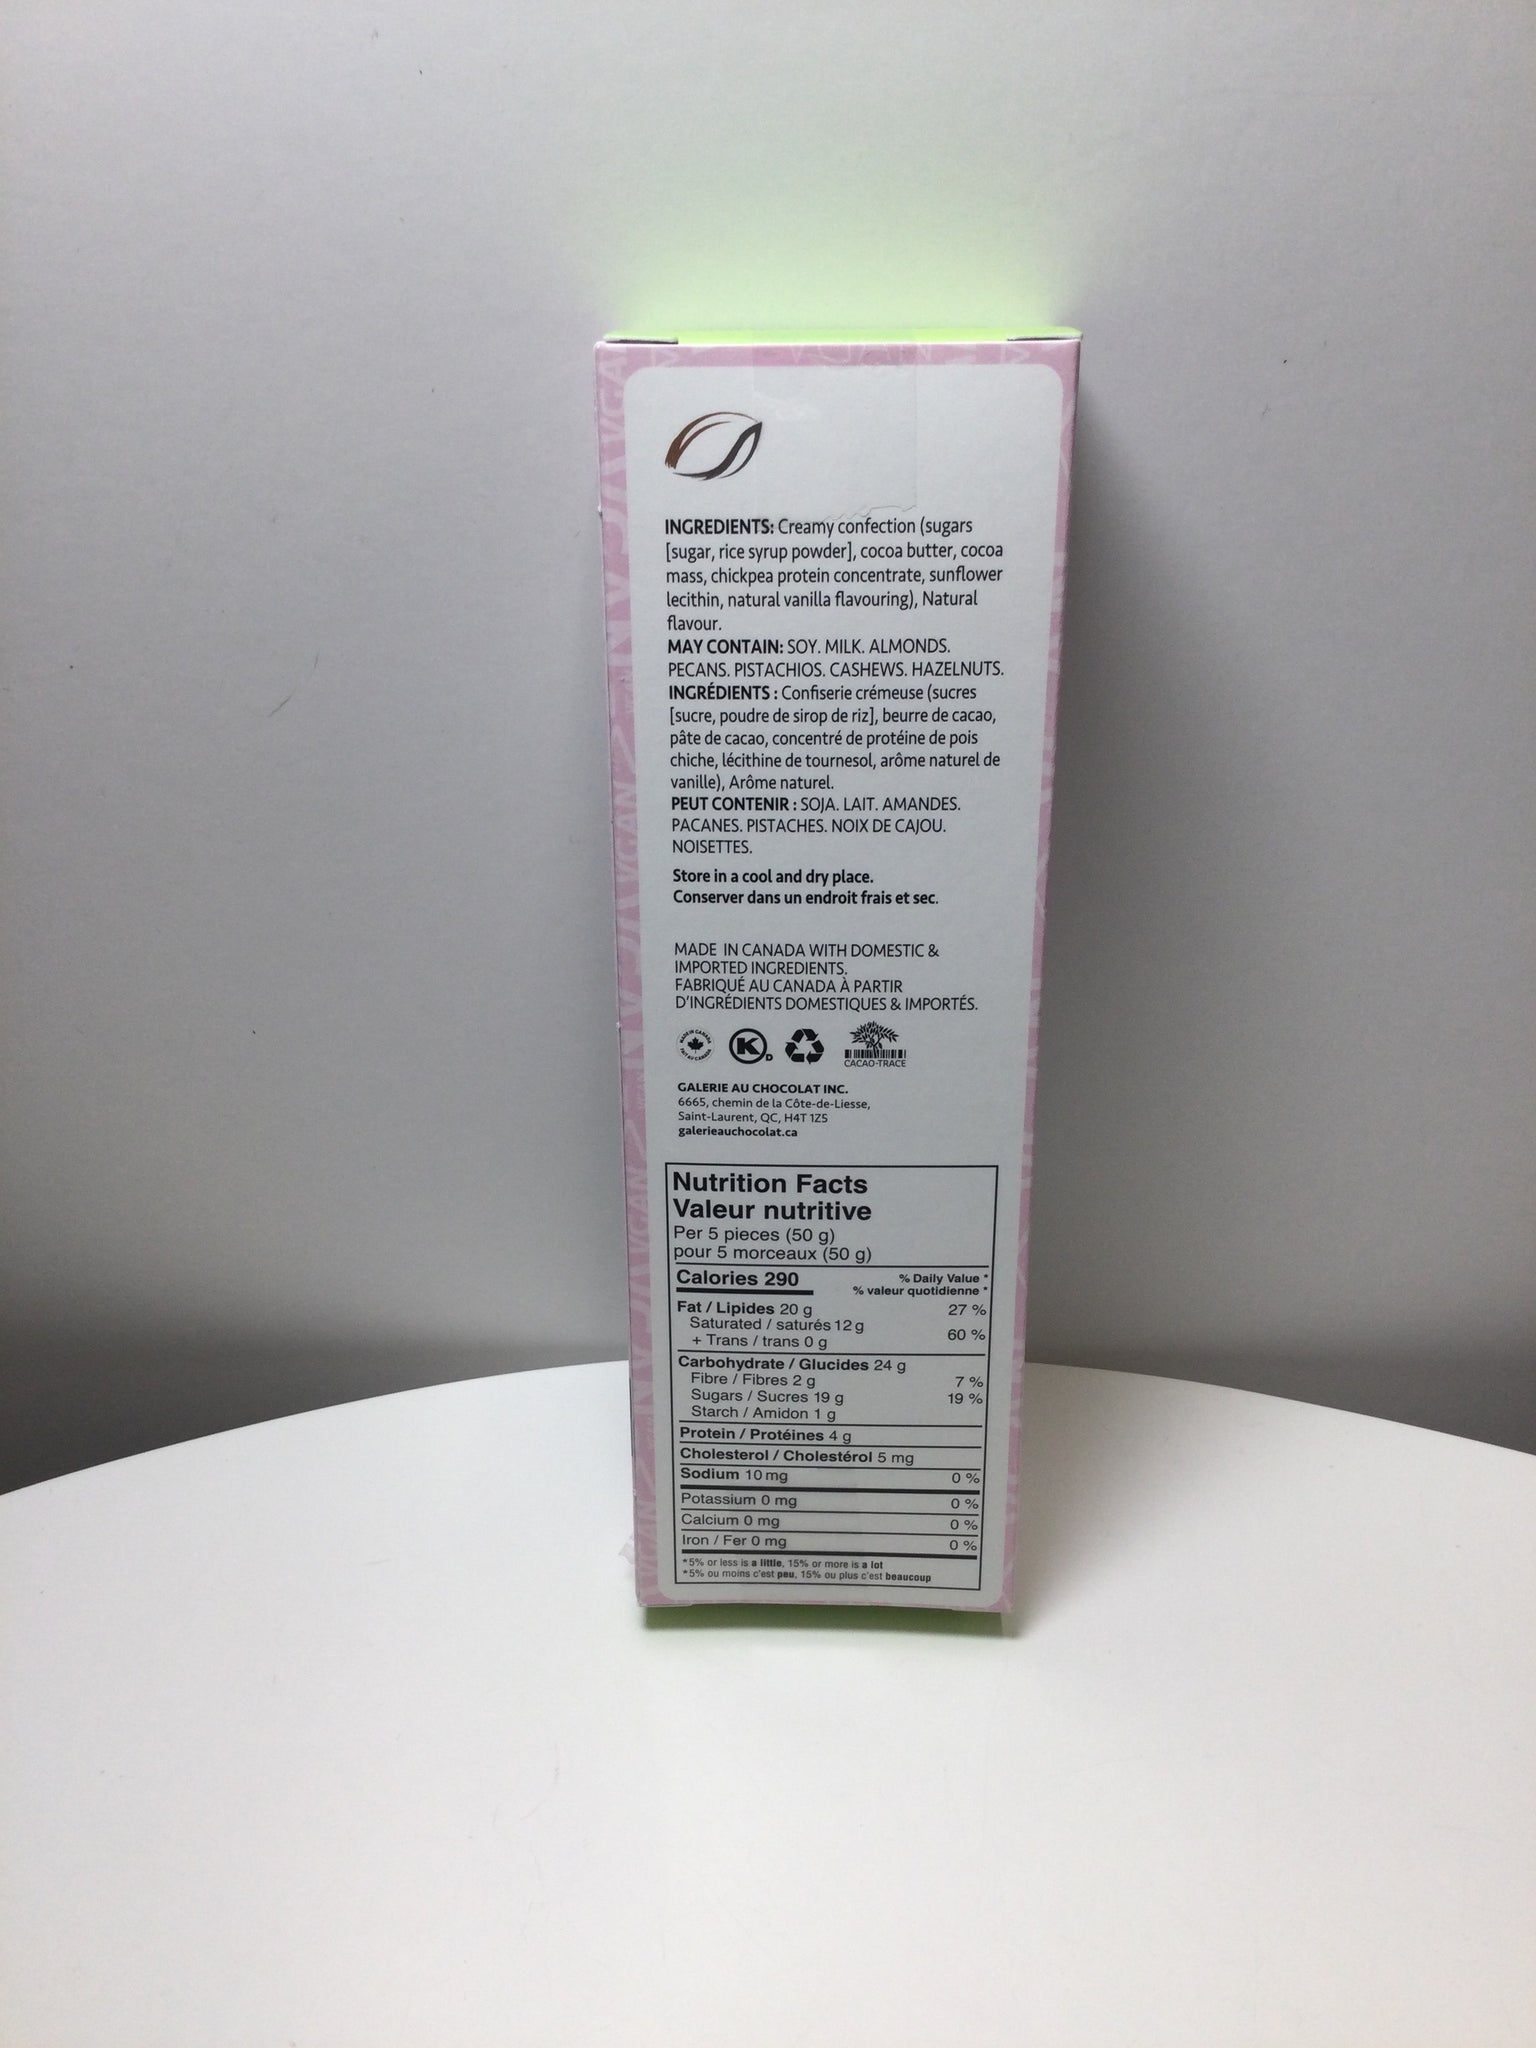 INGREDIENTS: Creamy confection (sugars
[sugar, rice syrup powder], cocoa butter, cocoa
mass, chickpea protein concentrate, sunflower
lecithin, natural vanilla flavouring), Natural
flavour.
MAY CONTAIN: SOY. MILK. ALMONDS.
PECANS. PISTACHIOS. CASHEWS. HAZELNUTS.
INGRÉDIENTS : Confiserie crémeuse (sucres
[sucre, poudre de sirop de riz], beurre de cacao,
pâte de cacao, concentré de protéine de pois
chiche, lécithine de tournesol, arôme naturel de
vanille), Arôme naturel.
PEUT CONTENIR : SOJA. LAIT. AMANDES.
PACANES. PISTACHES. NOIX DE CAJOU.
NOISETTES.
Store in a cool and dry place.
Conserver dans un endroit frais et sec.
MADE IN CANADA WITH DOMESTIC &
IMPORTED INGREDIENTS.
FABRIQUÉ AU CANADA À PARTIR
D'INGRÉDIENTS DOMESTIQUES & IMPORTÉS.
MADE IN CANADA
FAIT AU CANADA
K D
CACAO-TRACE
GALERIE AU CHOCOLAT INC.
6665, chemin de la Côte-de-Liesse,
Saint-Laurent, QC, H4T 1Z5
galerieauchocolat.ca
Nutrition Facts
Valeur nutritive
Per 5 pieces (50 g)
pour 5 morceaux (50 g)
Calories 290 % Daily Value *
% valeur quotidienne *
Fat / Lipides 20 g 27 %
Saturated / saturés 12 g
+ Trans / trans 0 g 60 %
Carbohydrate / Glucides 24 g
Fibre / Fibres 2 g 7 %
Sugars / Sucres 19 g 19 %
Starch / Amidon 1 g
Protein / Protéines 4 g
Cholesterol / Cholestérol 5 mg
Sodium 10 mg 0 %
Potassium 0 mg 0 %
Calcium 0 mg 0 %
Iron / Fer 0 mg 0 %
*5% or less is a little, 15% or more is a lot
*5% ou moins c'est peu, 15% ou plus c'est beaucoup